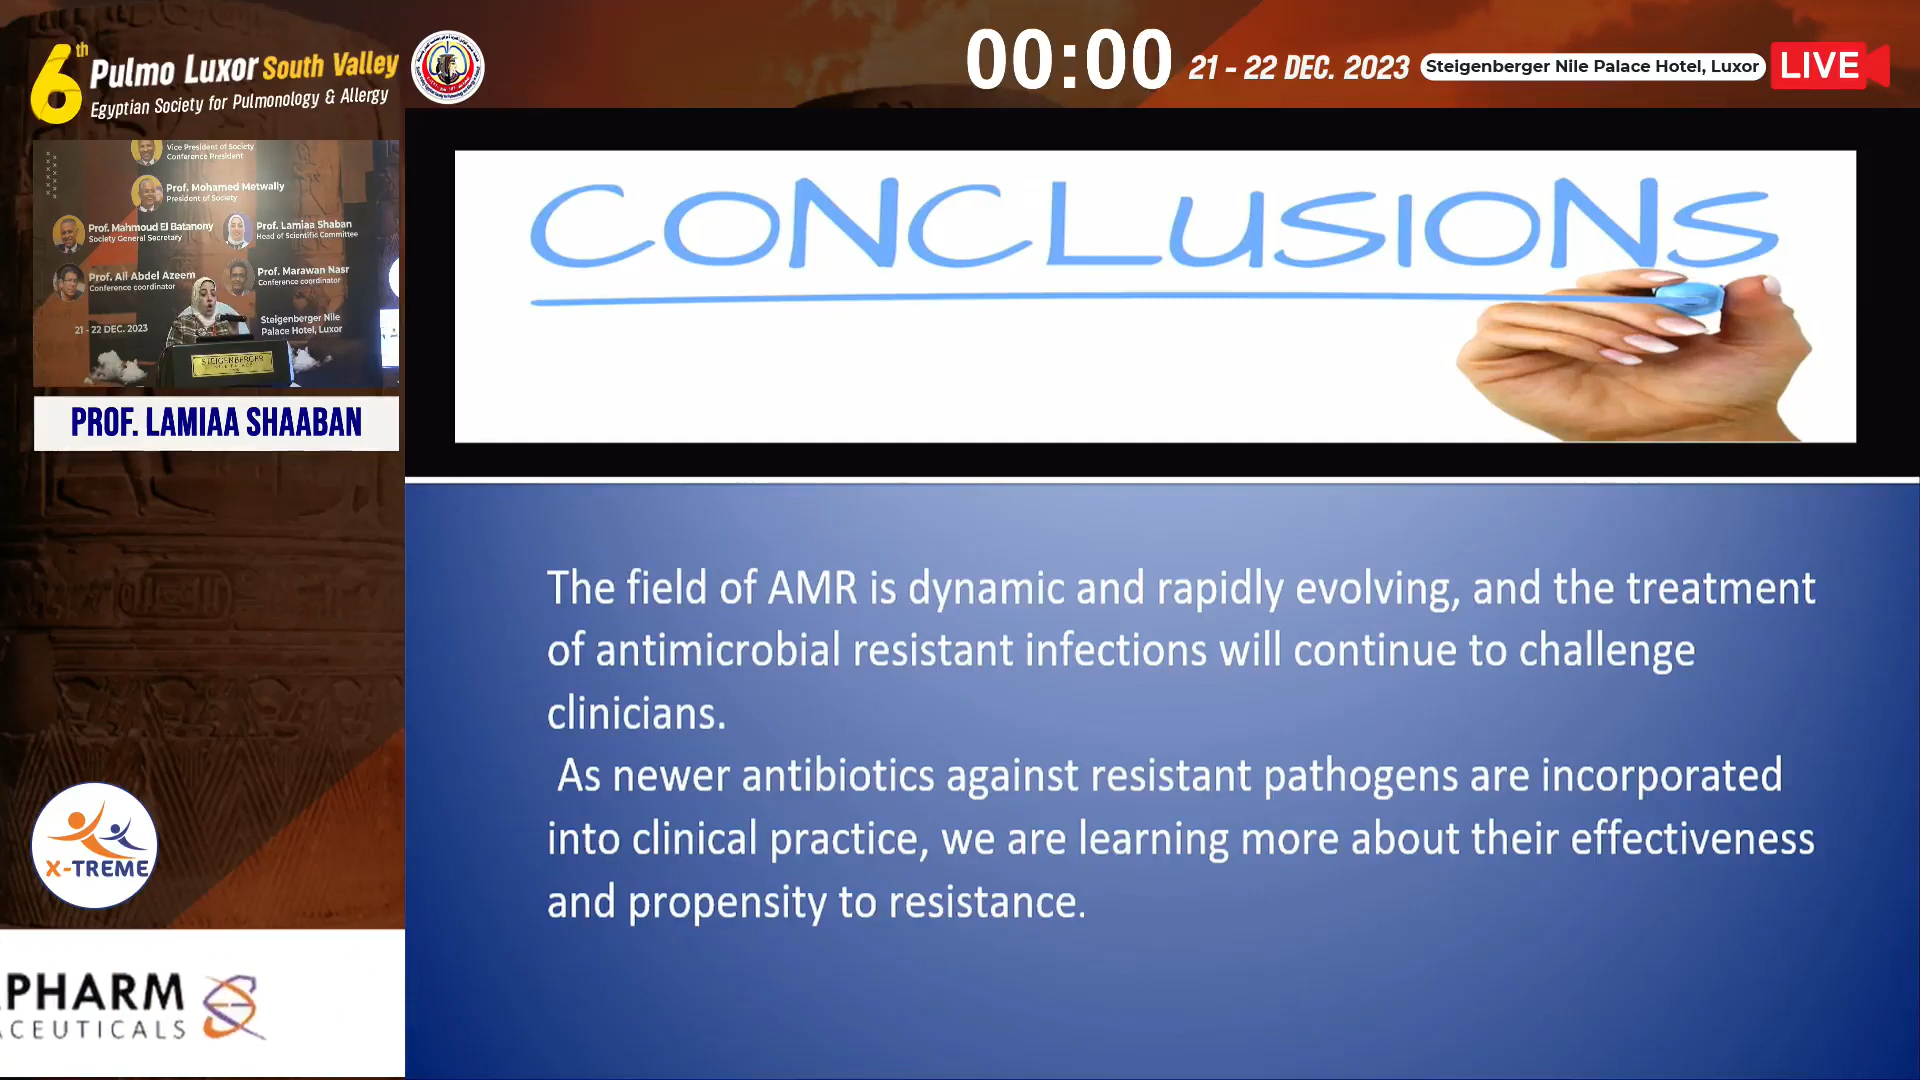 6th
Pulmo Luxor South Valley
Egyptian Society for Pulmonology & Allergy
00:00
21 - 22 DEC. 2023
Steigenberger Nile Palace Hotel, Luxor
LIVE
Vice President of Society
Conference President
Prof. Mohamed Metwally
President of Society
Prof. Mahmoud El Batanony
Society General Secretary
Prof. Lamiaa Shaban
Head of Scientific Committee
Prof. Ali Abdel Azeem
Conference coordinator
Prof. Marawan Nasr
Conference coordinator
21 - 22 DEC. 2023
Steigenberger Nile
Palace Hotel, Luxor
STEIGENBERGER
PROF. LAMIAA SHAABAN
CONCLUSIONS
The field of AMR is dynamic and rapidly evolving, and the treatment
of antimicrobial resistant infections will continue to challenge
clinicians.
As newer antibiotics against resistant pathogens are incorporated
into clinical practice, we are learning more about their effectiveness
and propensity to resistance.
X-TREME
PHARM
ACEUTICALS